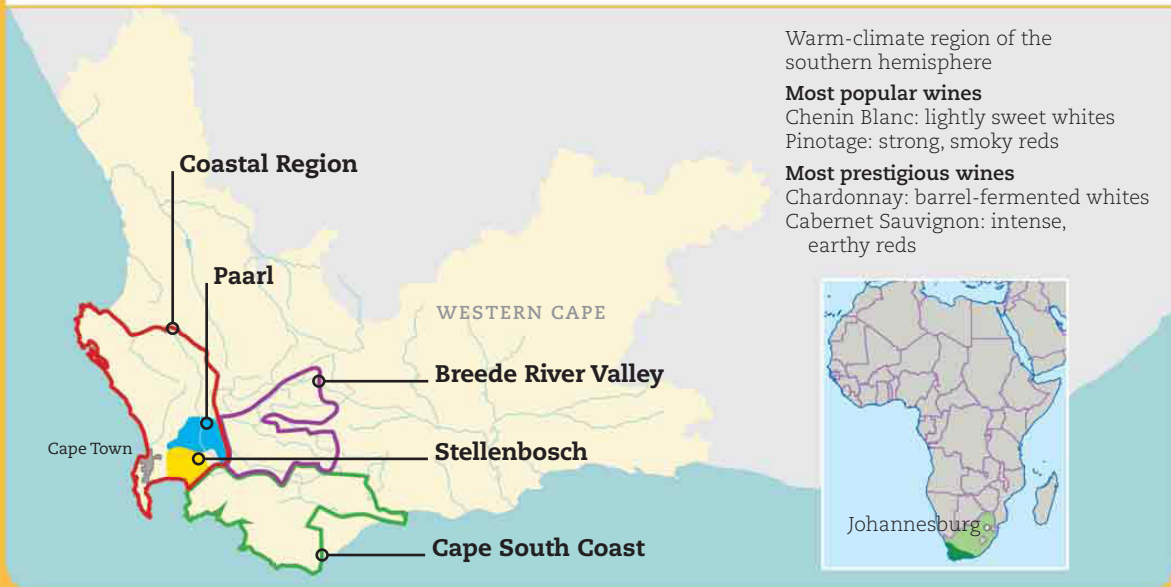 Warm-climate region of the
southern hemisphere
Most popular wines
Chenin Blanc: lightly sweet whites
Pinotage: strong, smoky reds
Most prestigious wines
Chardonnay: barrel-fermented whites
Cabernet Sauvignon: intense,
earthy reds
Coastal Region
Paarl
WESTERN CAPE
Breede River Valley
Cape Town
Stellenbosch
Cape South Coast
Johannesburg